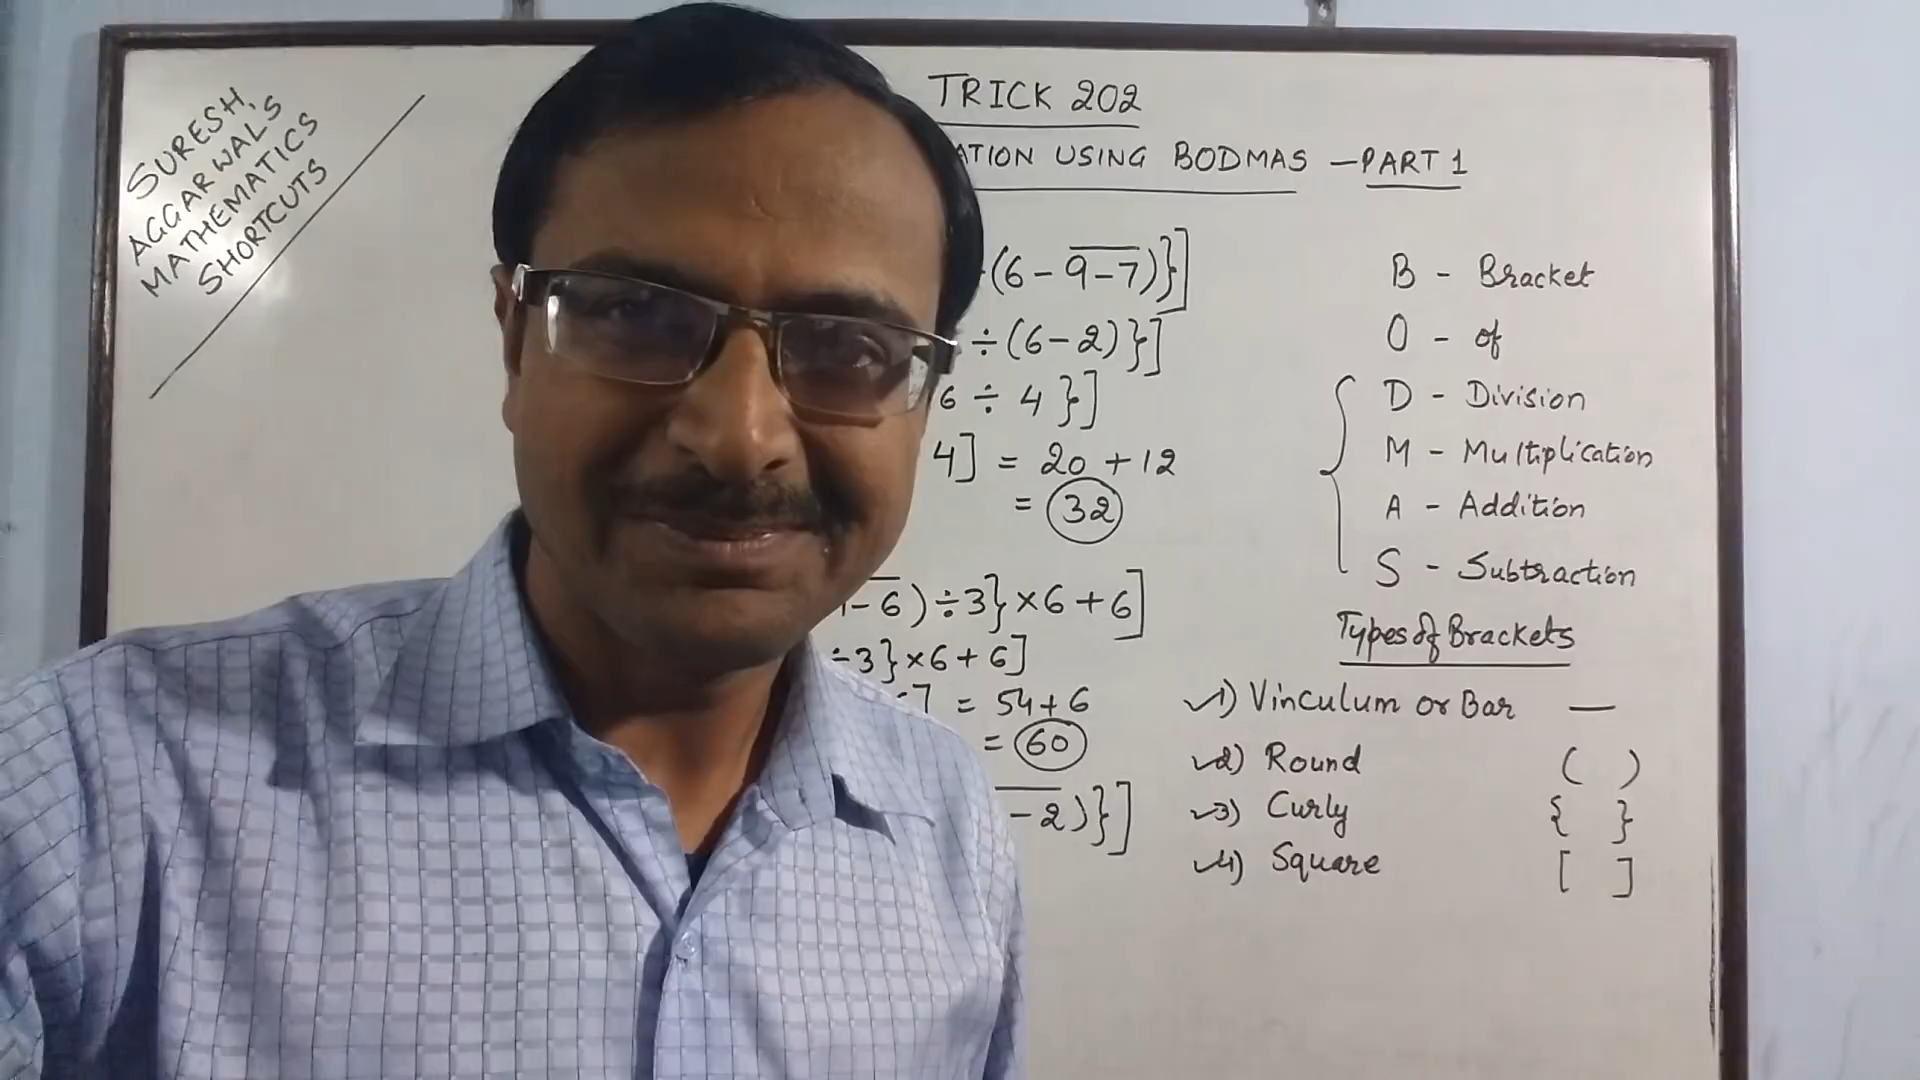 SURESH
AGGARWAL'S
MATHEMATICS
SHORTCUTS
TRICK 202
ATION USING BODMAS - PART 1
(6 - 9 - 7)}]
÷ (6 - 2)}]
6 ÷ 4}]
4] = 20 + 12
= 32
- 6) ÷ 3} × 6 + 6]
÷ 3} × 6 + 6]
= 54 + 6
= 60
- 2)}]
B - Bracket
O - of
D - Division
M - Multiplication
A - Addition
S - Subtraction
Types of Brackets
1) Vinculum or Bar —
2) Round ( )
3) Curly { }
4) Square [ ]